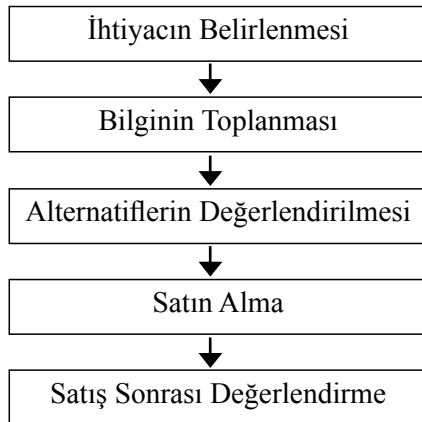 İhtiyacın Belirlenmesi
Bilginin Toplanması
Alternatiflerin Değerlendirilmesi
Satın Alma
Satış Sonrası Değerlendirme